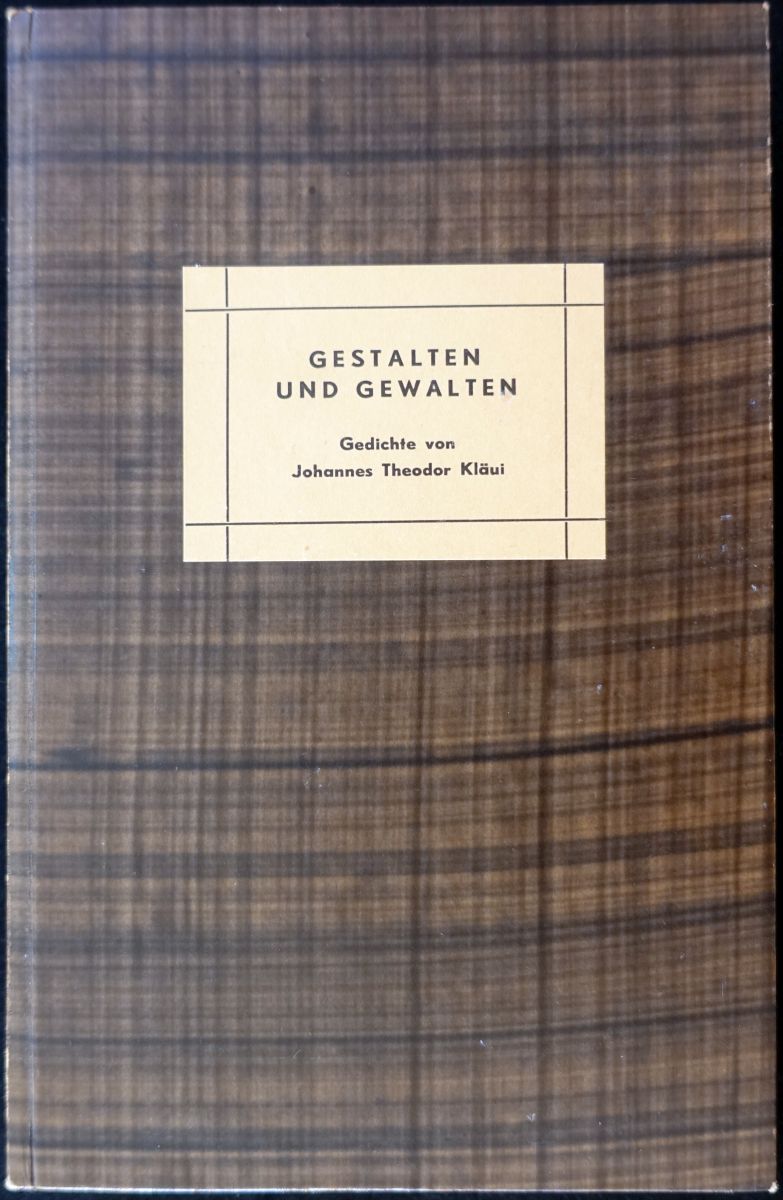 GESTALTEN
UND GEWALTEN
Gedichte von
Johannes Theodor Kläui